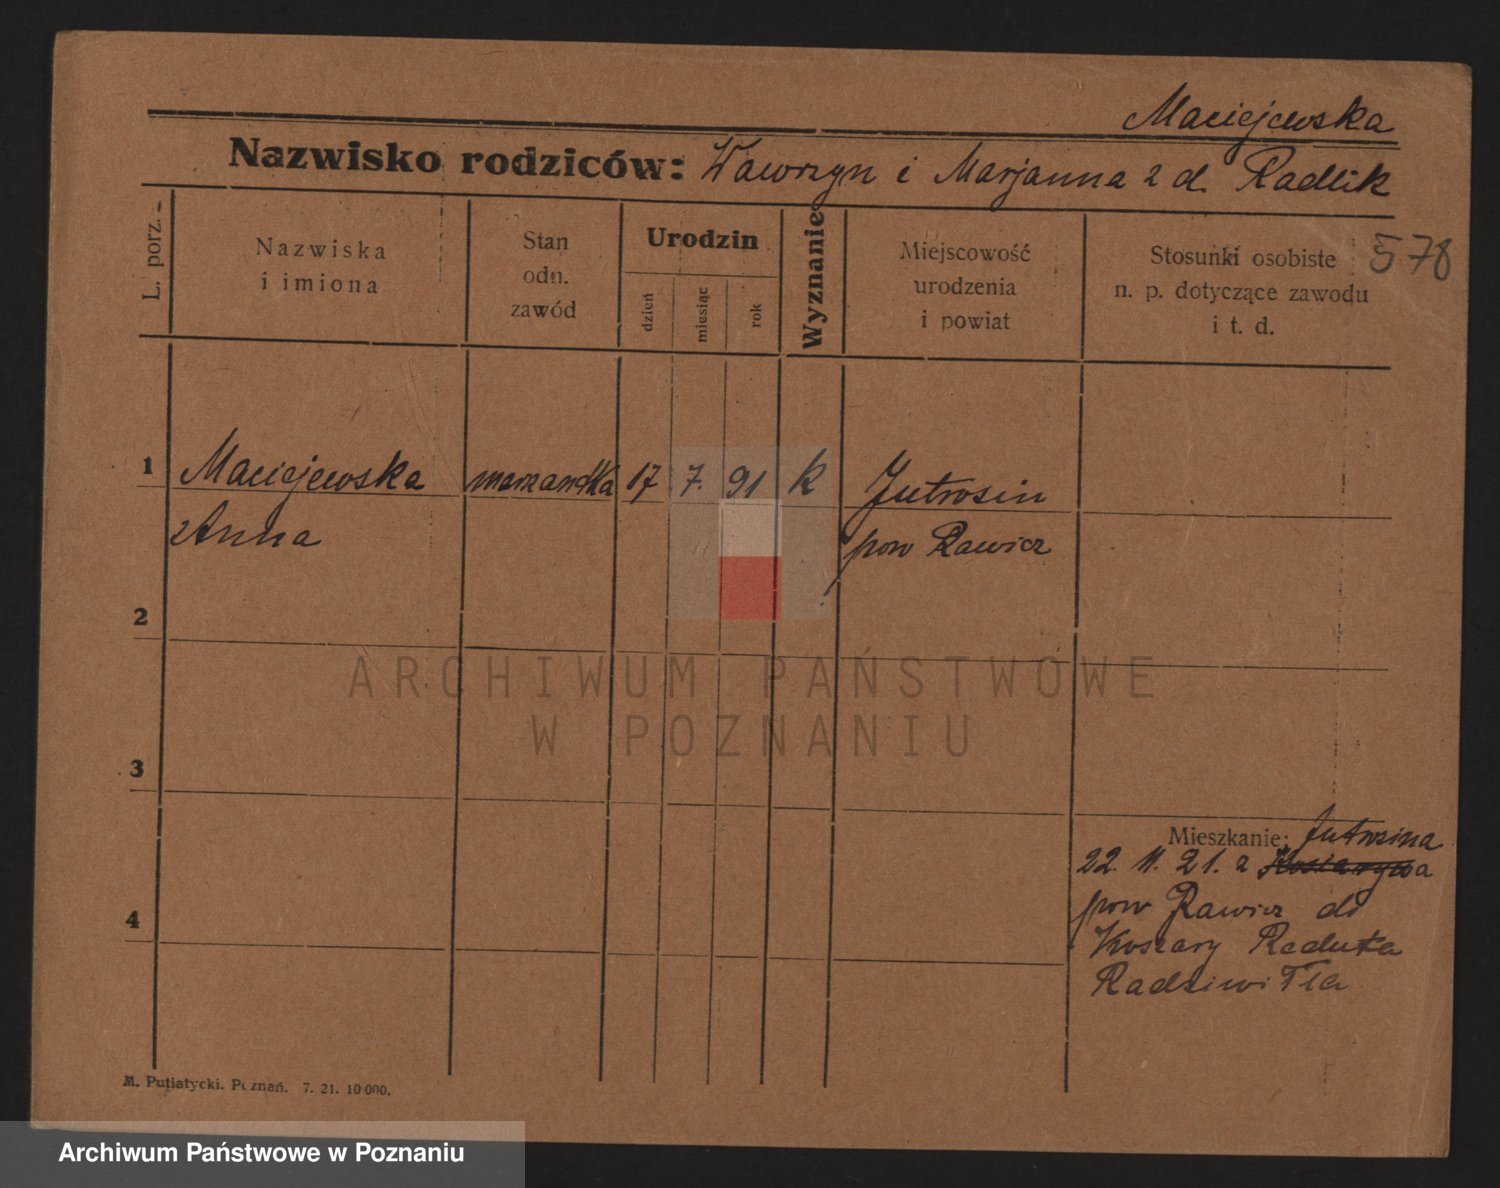 Maciejewska
Nazwisko rodziców: Wawrzyn i Marjanna z d. Radlik
L. porz.
Nazwiska
i imiona
Stan
odn.
zawód
Urodzin
dzień
miesiąc
rok
Wyznanie
Miejscowość
urodzenia
i powiat
Stosunki osobiste
n. p. dotyczące zawodu
i t. d.
578
1 Maciejewska 17 7. 91 k Jutrosin
Anna pow Rawicz
2
3
4
Mieszkanie: Jutrosina
22. 11. 21. z
pow Rawicz do
Koszary Reduta
Radziwiłła
M. Putiatycki. Poznań. 7. 21. 10 000.
ARCHIWUM PAŃSTWOWE
W POZNANIU
Archiwum Państwowe w Poznaniu